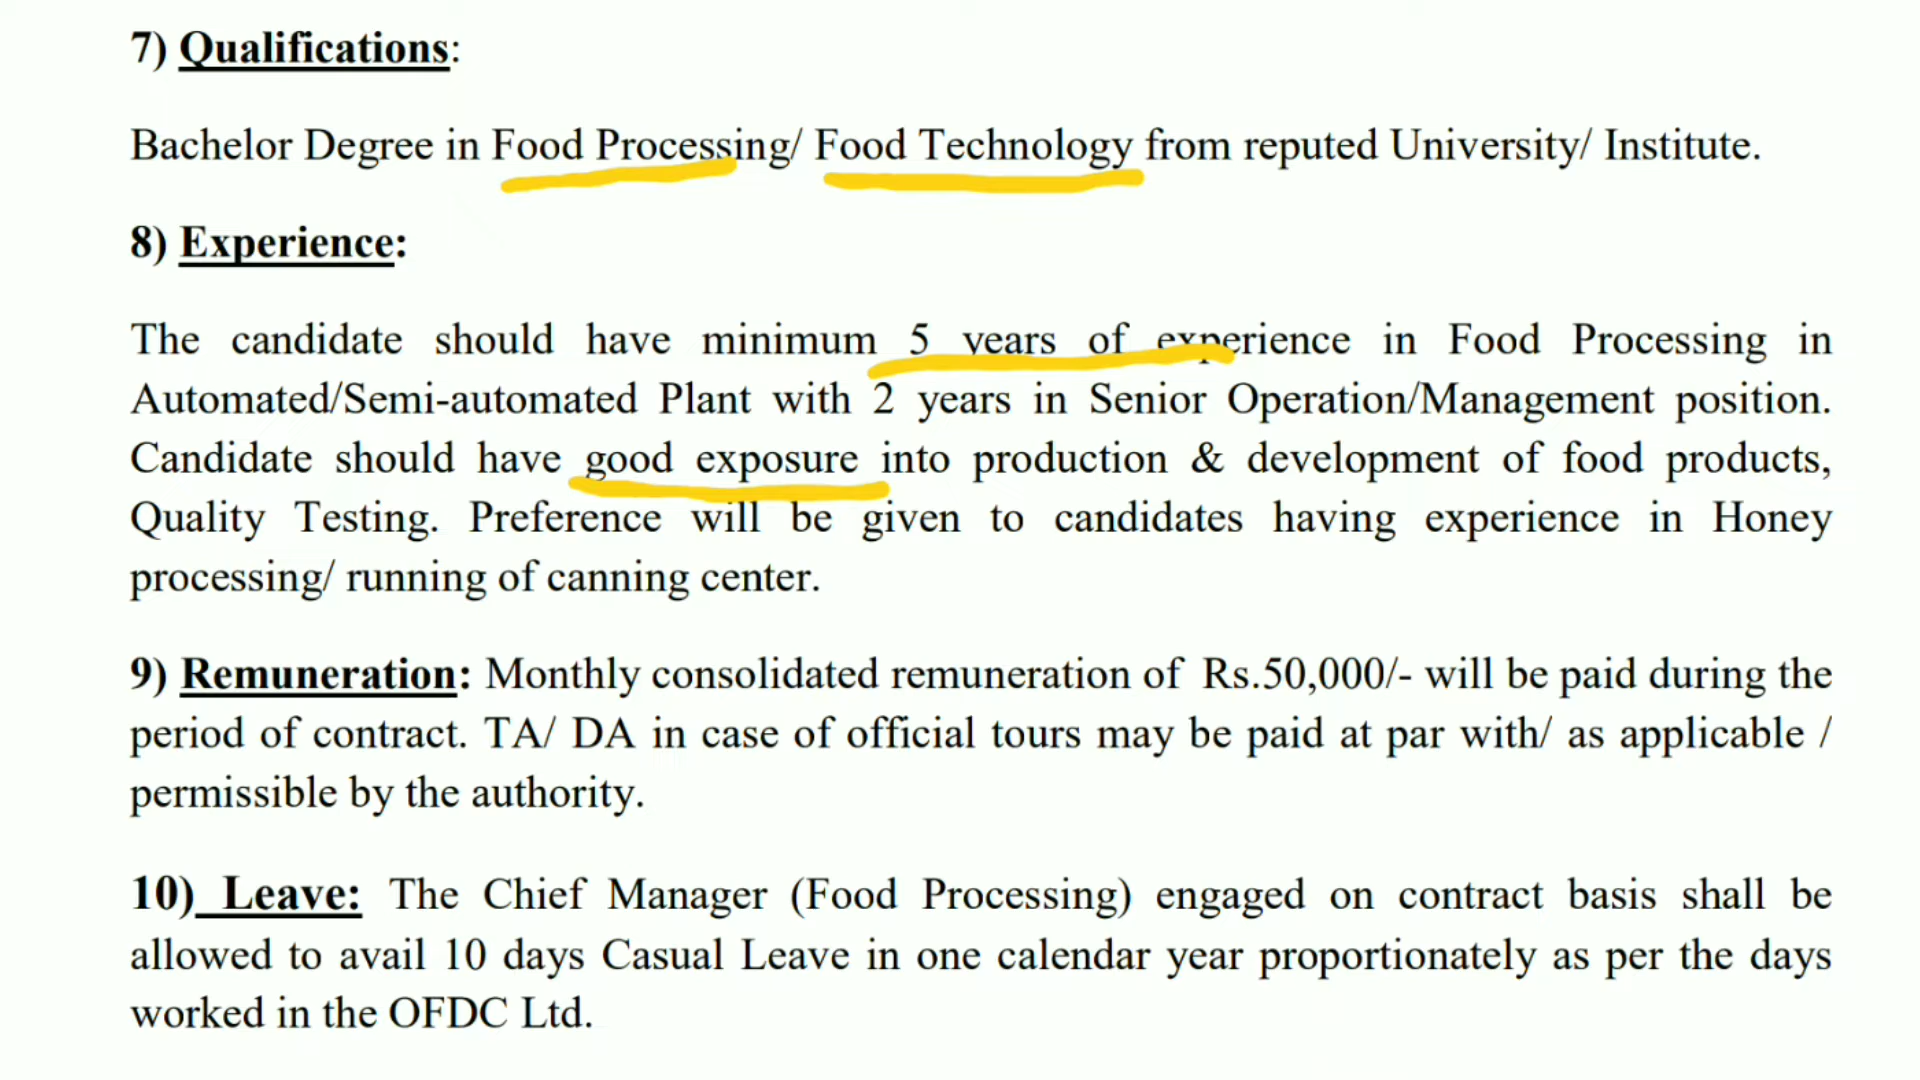 7) Qualifications:
Bachelor Degree in Food Processing/ Food Technology from reputed University/ Institute.
8) Experience:
The candidate should have minimum 5 years of experience in Food Processing in
Automated/Semi-automated Plant with 2 years in Senior Operation/Management position.
Candidate should have good exposure into production & development of food products,
Quality Testing. Preference will be given to candidates having experience in Honey
processing/ running of canning center.
9) Remuneration: Monthly consolidated remuneration of Rs.50,000/- will be paid during the
period of contract. TA/ DA in case of official tours may be paid at par with/ as applicable /
permissible by the authority.
10) Leave: The Chief Manager (Food Processing) engaged on contract basis shall be
allowed to avail 10 days Casual Leave in one calendar year proportionately as per the days
worked in the OFDC Ltd.